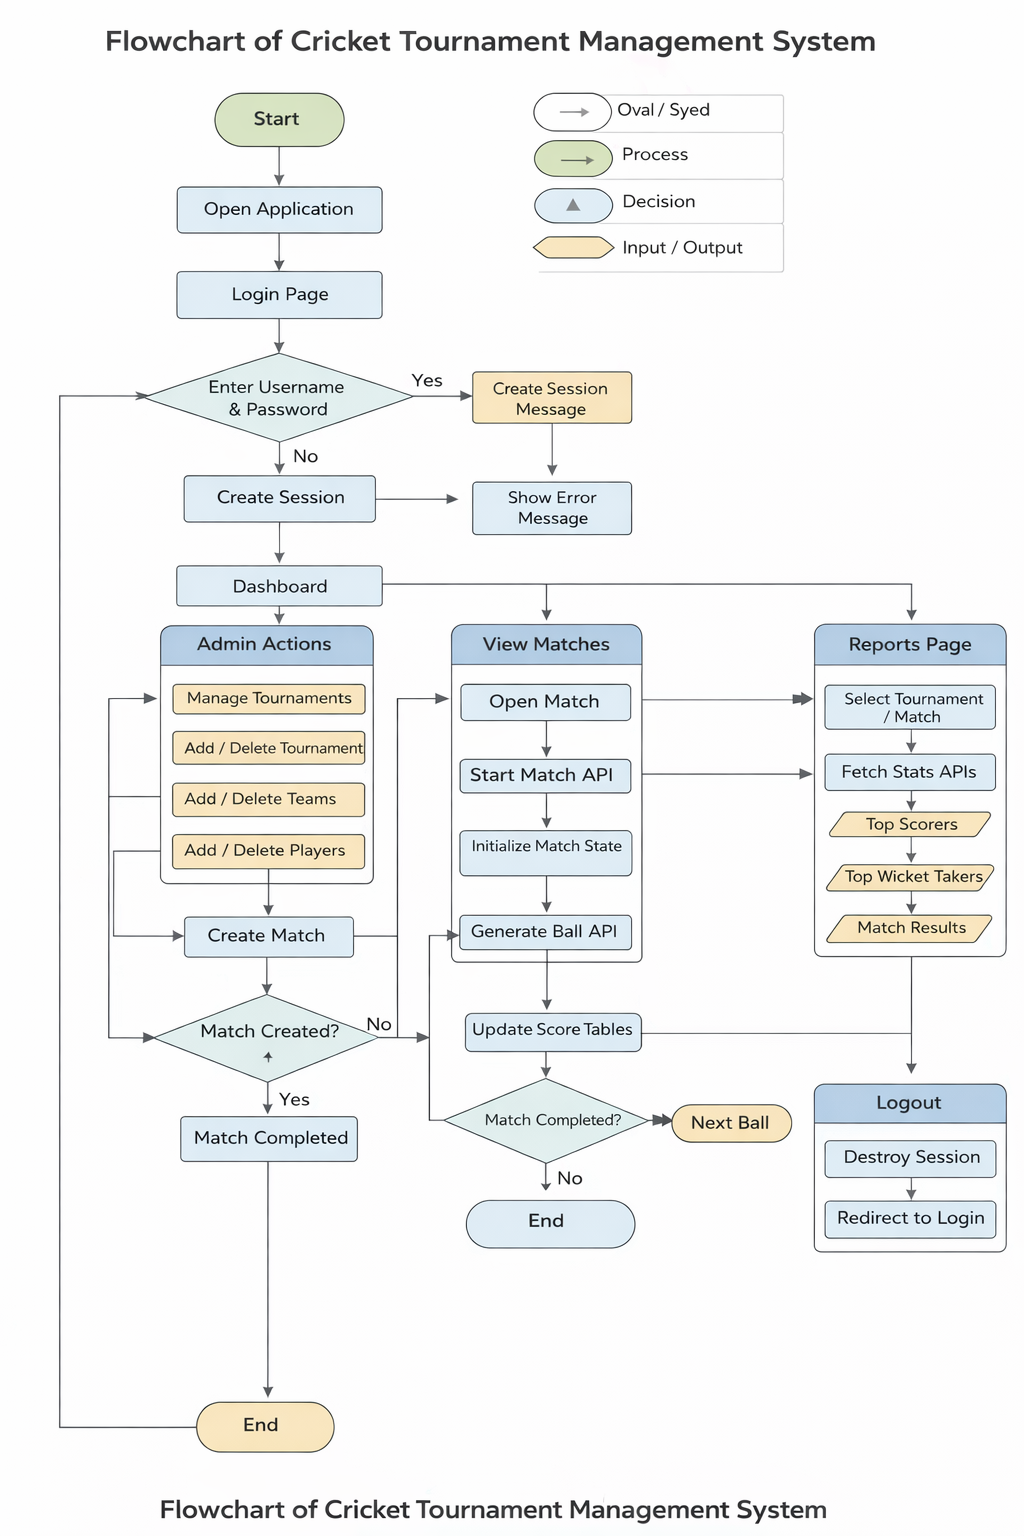 Flowchart of Cricket Tournament Management System
Start
Oval / Syed
Process
Decision
Input / Output
Open Application
Login Page
Enter Username
& Password
Yes
Create Session
Message
No
Create Session
Show Error
Message
Dashboard
Admin Actions
Manage Tournaments
Add / Delete Tournament
Add / Delete Teams
Add / Delete Players
Create Match
Match Created?
No
Yes
Match Completed
End
View Matches
Open Match
Start Match API
Initialize Match State
Generate Ball API
Update Score Tables
Match Completed?
Next Ball
No
End
Reports Page
Select Tournament
/ Match
Fetch Stats APIs
Top Scorers
Top Wicket Takers
Match Results
Logout
Destroy Session
Redirect to Login
Flowchart of Cricket Tournament Management System